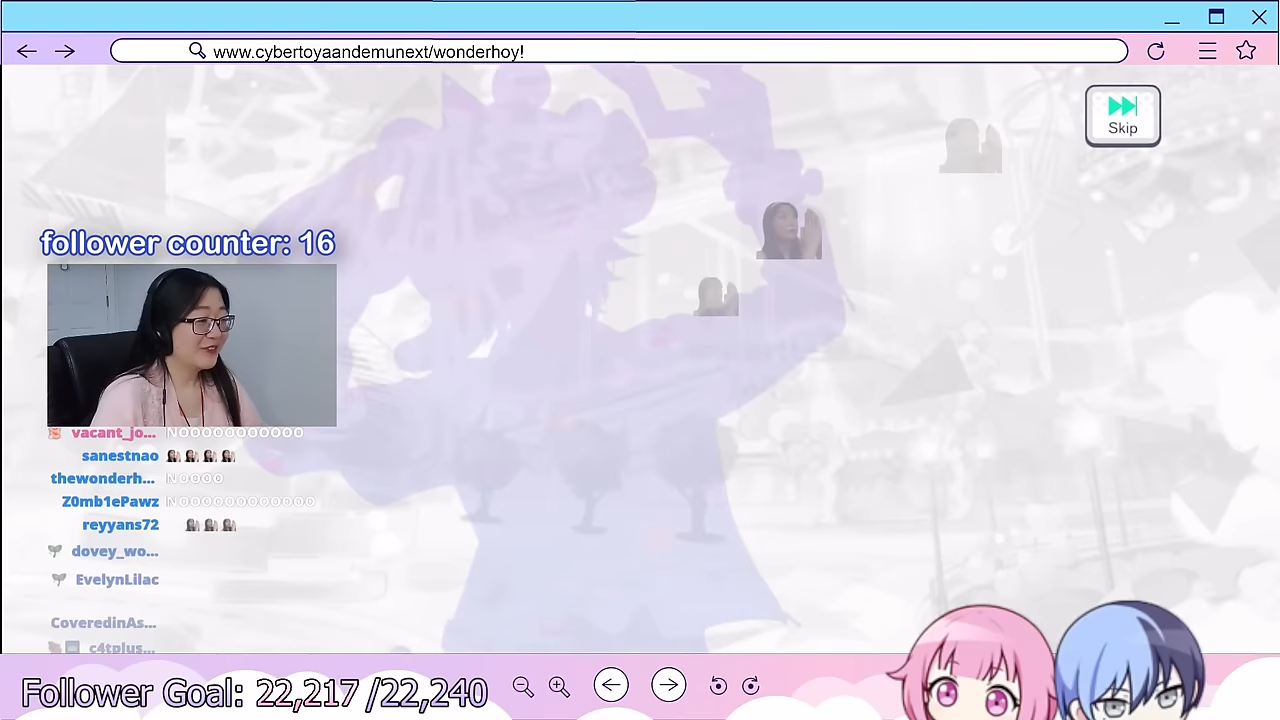 www.cybertoyaandemunext/wonderhoy!
Skip
follower counter: 16
vacant_jo... NOOOOOOOOOOO
sanestnao
thewonderh... NOOOO
Z0mb1ePawz NOOOOOOOOOOOO
reyyans72
dovey_wo...
EvelynLilac
CoveredinAs...
c4tplus...
Follower Goal: 22,217 /22,240